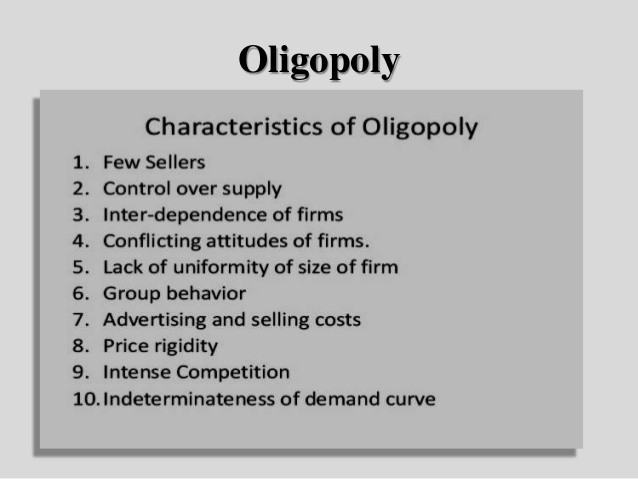 Oligopoly
Characteristics of Oligopoly
1. Few Sellers
2. Control over supply
3. Inter-dependence of firms
4. Conflicting attitudes of firms.
5. Lack of uniformity of size of firm
6. Group behavior
7. Advertising and selling costs
8. Price rigidity
9. Intense Competition
10. Indeterminateness of demand curve